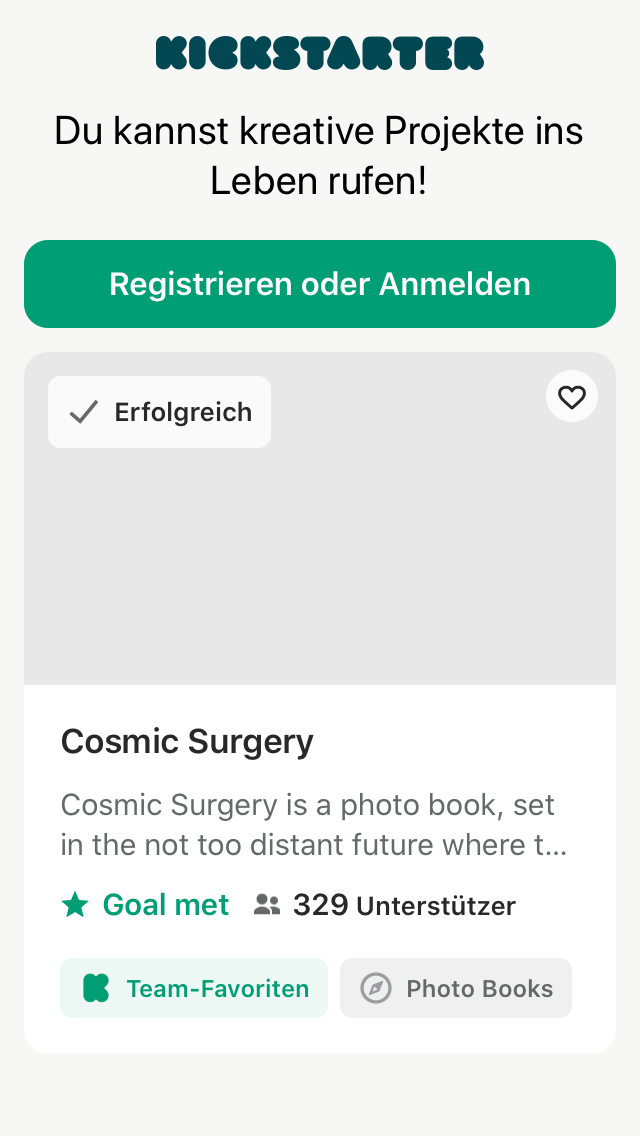 KICKSTARTER
Du kannst kreative Projekte ins
Leben rufen!
Registrieren oder Anmelden
Erfolgreich
Cosmic Surgery
Cosmic Surgery is a photo book, set
in the not too distant future where t...
Goal met 329 Unterstützer
Team-Favoriten Photo Books